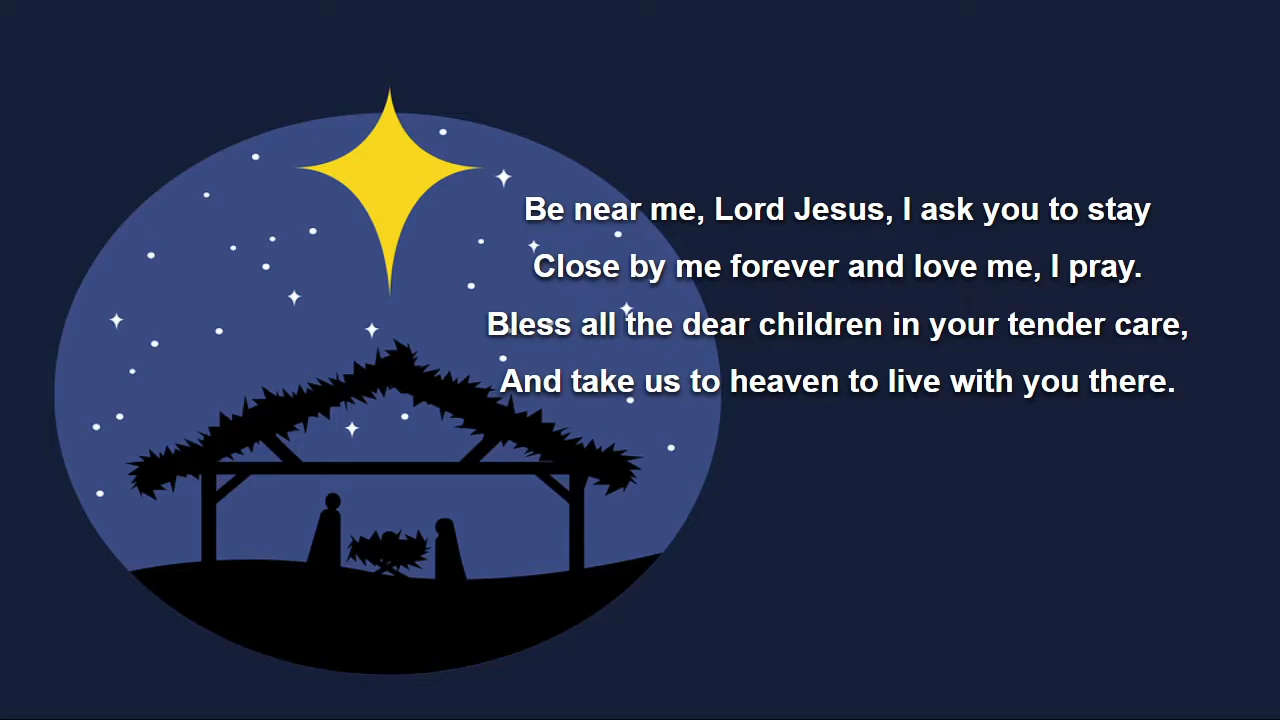 Be near me, Lord Jesus, I ask you to stay
Close by me forever and love me, I pray.
Bless all the dear children in your tender care,
And take us to heaven to live with you there.